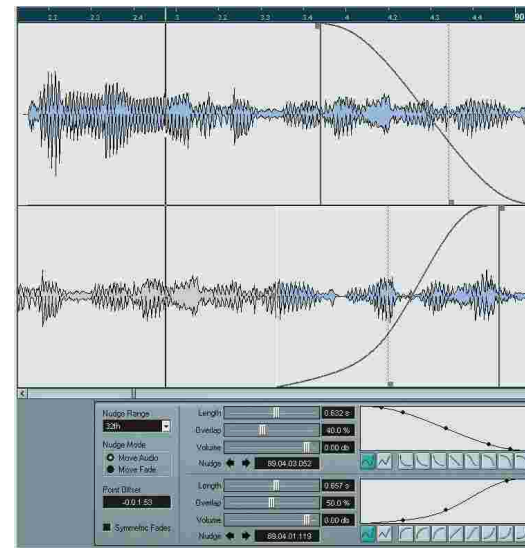 2.2 2.3 2.4 3 3.2 3.3 3.4 4 4.2 4.3 4.4 90
Nudge Range
32th
Nudge Mode
Move Audio
Move Fade
Point Offset
-0.0.1.53
Symmetric Fades
Length 0.632 s
Overlap 40.0 %
Volume 0.00 db
Nudge 89.04.03.052
Length 0.657 s
Overlap 50.0 %
Volume 0.00 db
Nudge 89.04.01.119